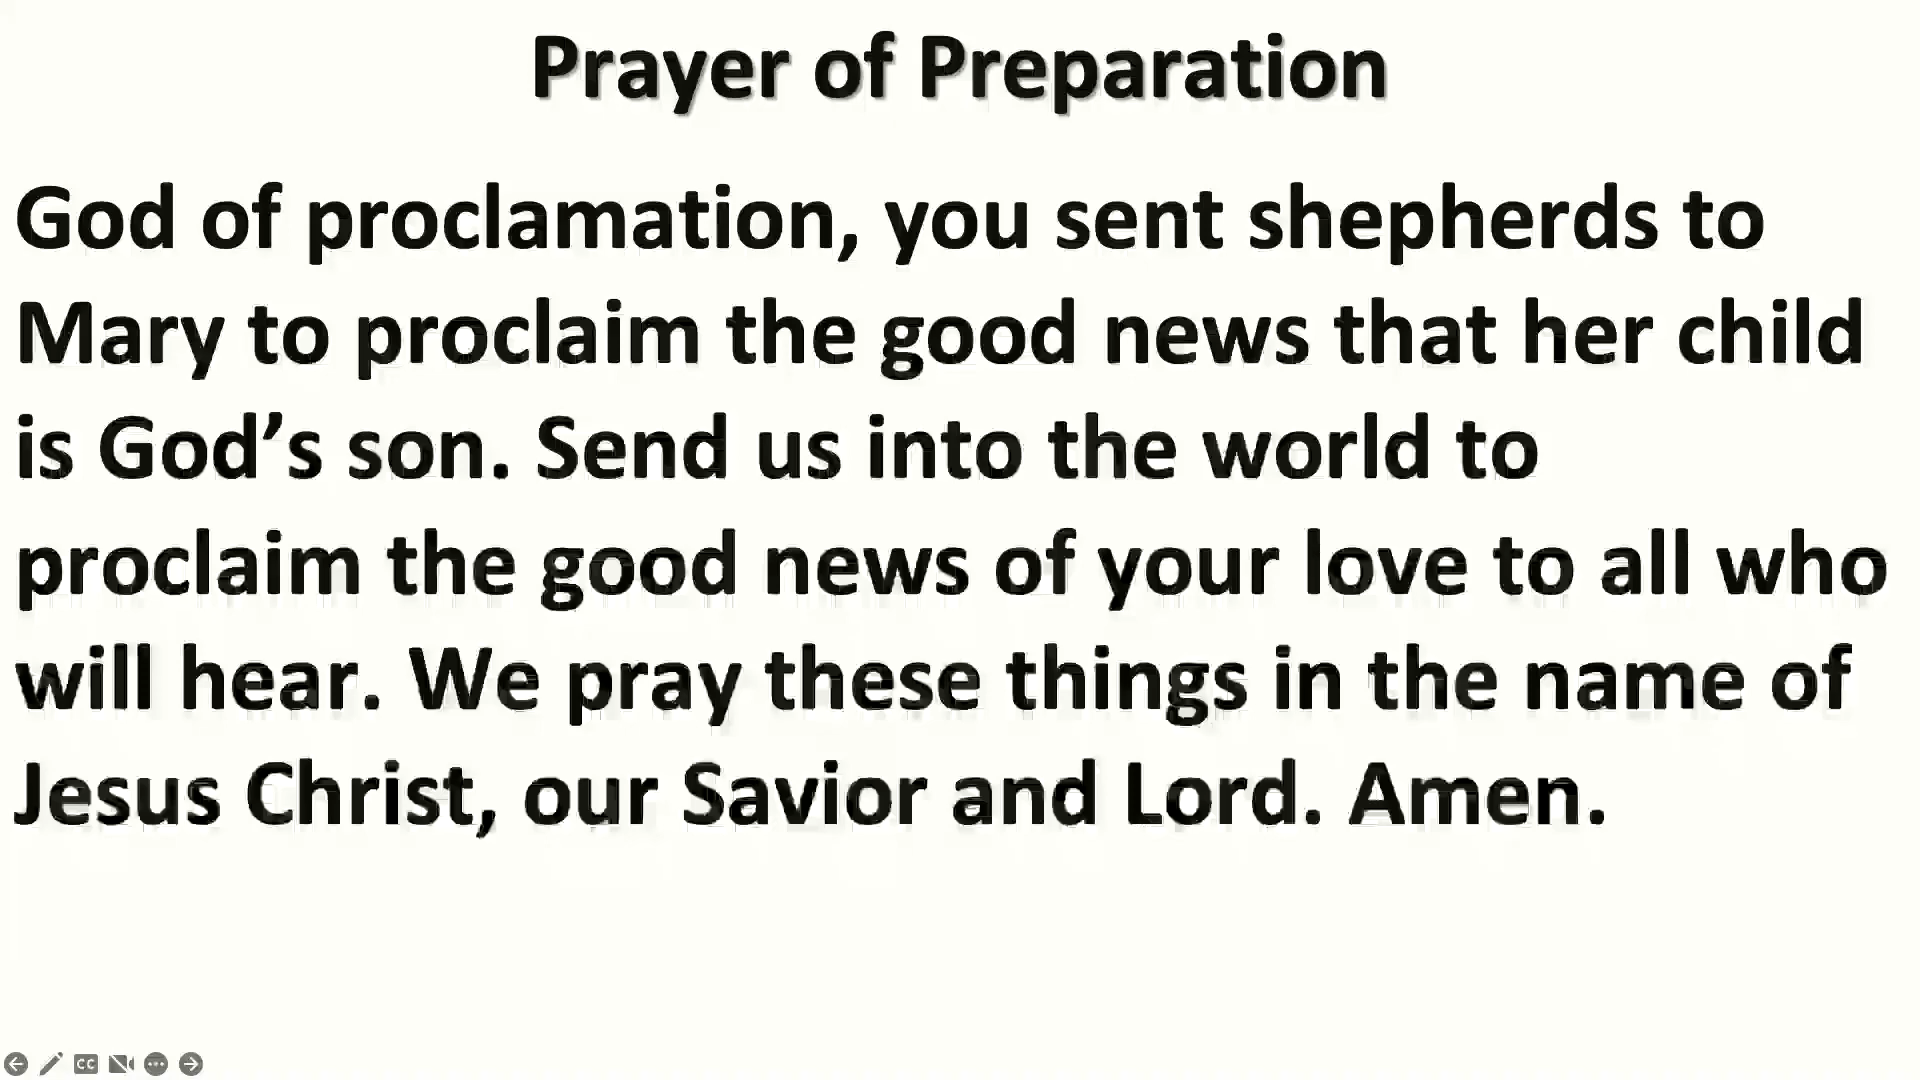 Prayer of Preparation
God of proclamation, you sent shepherds to
Mary to proclaim the good news that her child
is God’s son. Send us into the world to
proclaim the good news of your love to all who
will hear. We pray these things in the name of
Jesus Christ, our Savior and Lord. Amen.
CC